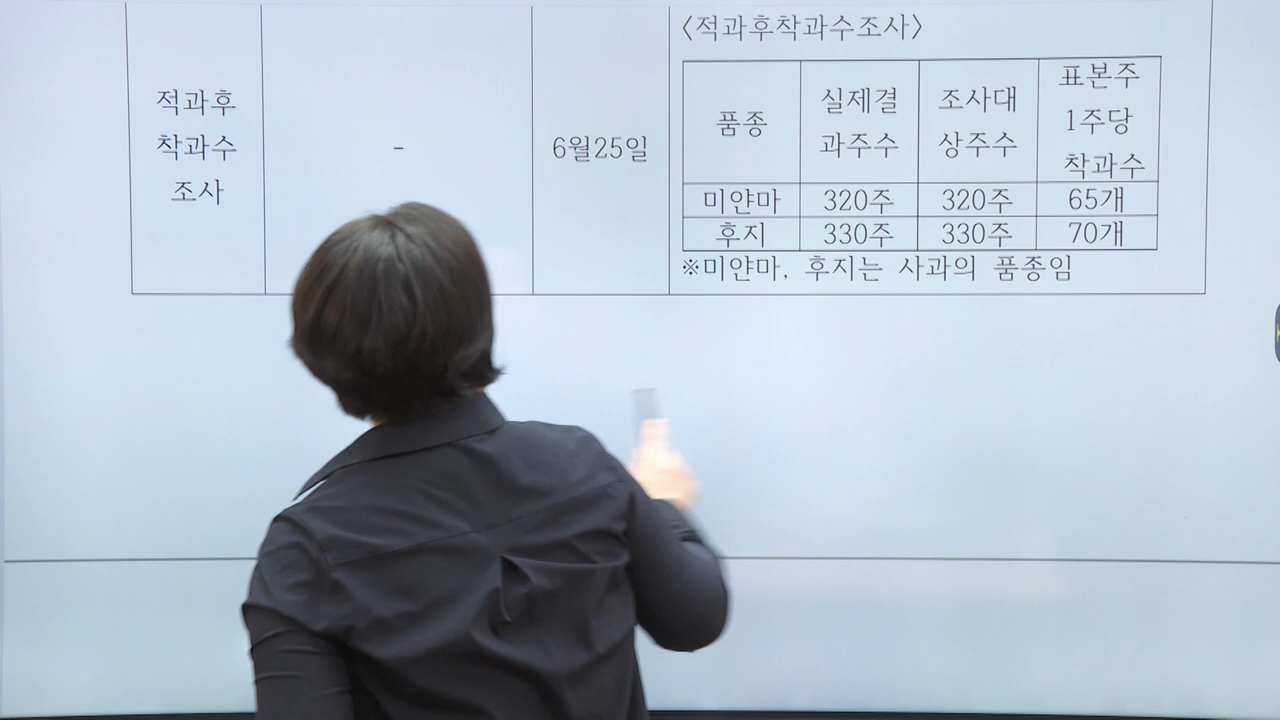 적과후
착과수
조사
-
6월25일
〈적과후착과수조사〉
품종
실제결
과주수
조사대
상주수
표본주
1주당
착과수
미얀마 320주 320주 65개
후지 330주 330주 70개
※미얀마, 후지는 사과의 품종임